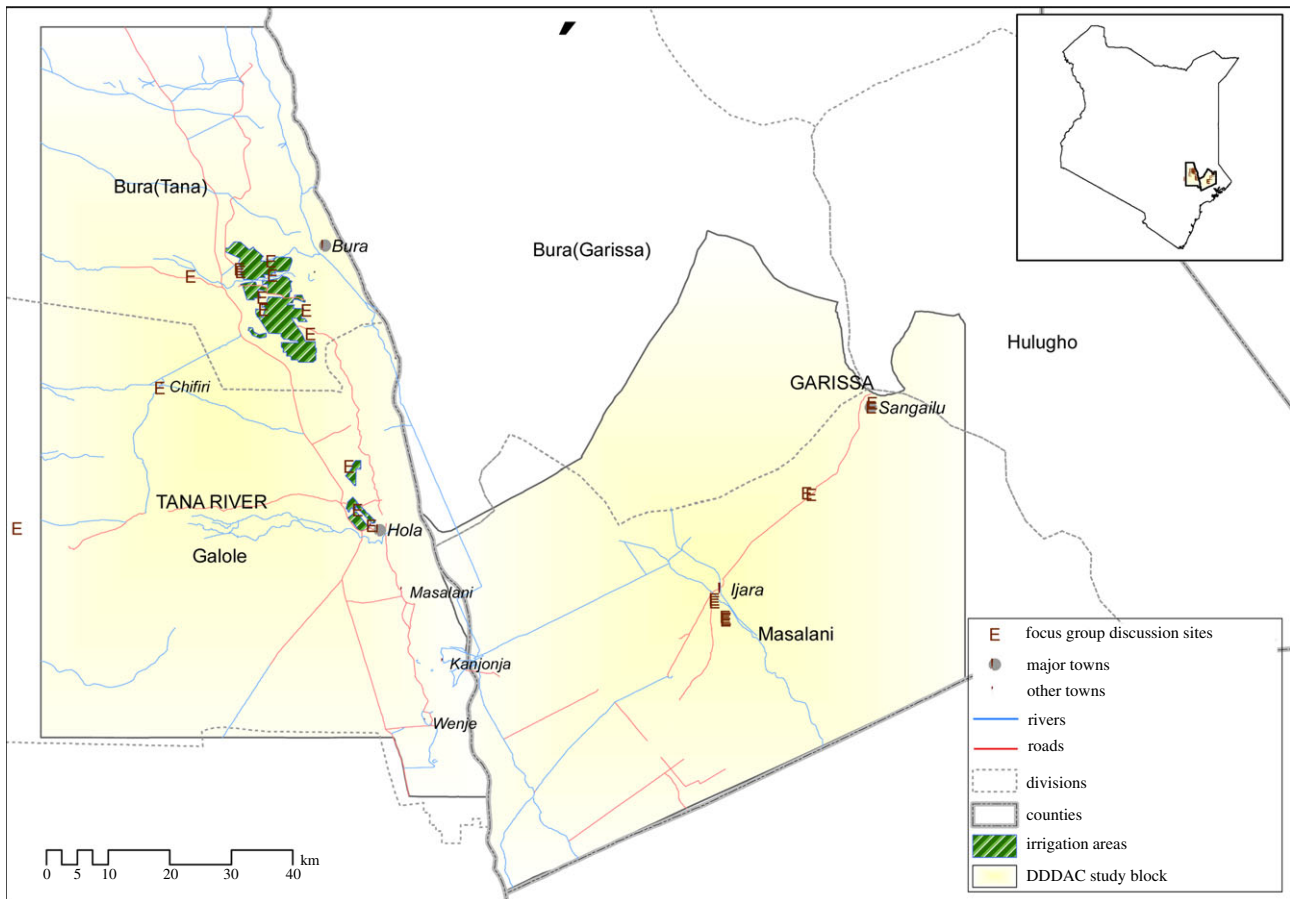 Bura(Tana)
Bura
Bura(Garissa)
Hulugho
E
E
E
E
E
E
E
E
E
GARISSA
E
Chifiri
E
Sangailu
E
E
E
TANA RIVER
E
E
E
E
Hola
Galole
Masalani
Ijara
E
E
Masalani
Kanjonja
Wenje
E focus group discussion sites
major towns
other towns
rivers
roads
divisions
counties
irrigation areas
DDDAC study block
km
0 5 10 20 30 40